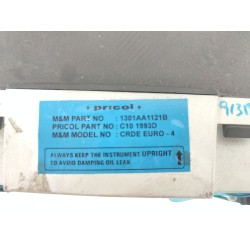 pricol
M&M PART NO : 1301AA1121B
PRICOL PART NO : C10 1993D
M&M MODEL NO : CRDE EURO - 4
ALWAYS KEEP THE INSTRUMENT UPRIGHT
TO AVOID DAMPING OIL LEAK